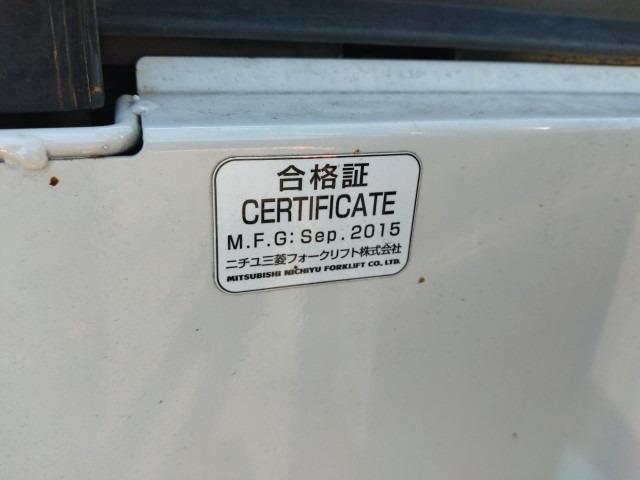 合格証
CERTIFICATE
M.F.G: Sep. 2015
ニチユ三菱フォークリフト株式会社
MITSUBISHI NICHIYU FORKLIFT CO., LTD.